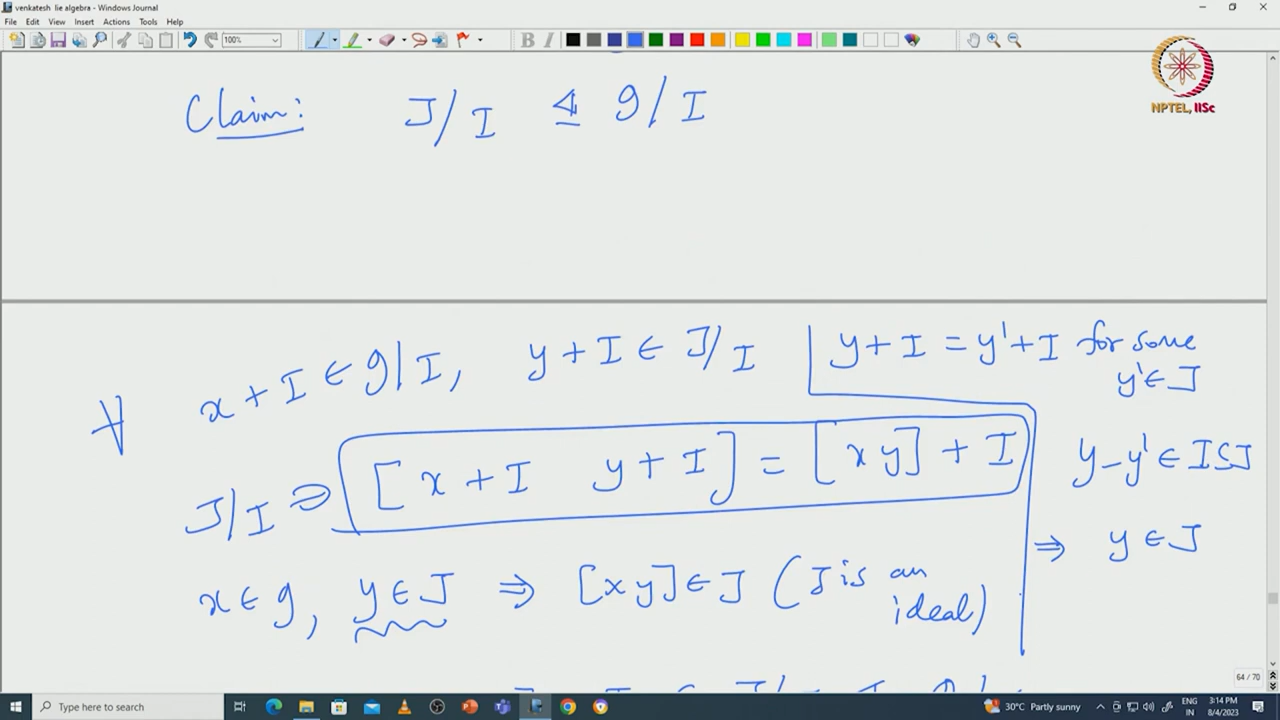 venkatesh lie algebra - Windows Journal
File Edit View Insert Actions Tools Help
100%
NPTEL, IISc
Claim: J/I ⊴ g/I
∀ x + I ∈ g/I, y + I ∈ J/I
y + I = y' + I for some
y' ∈ J
J/I ∋ [x + I y + I] = [x y] + I
y - y' ∈ I ⊆ J
⇒ y ∈ J
x ∈ g, y ∈ J ⇒ [x y] ∈ J (J is an
ideal)
64 / 70
Type here to search
30°C Partly sunny
ENG
IN
3:14 PM
8/4/2023